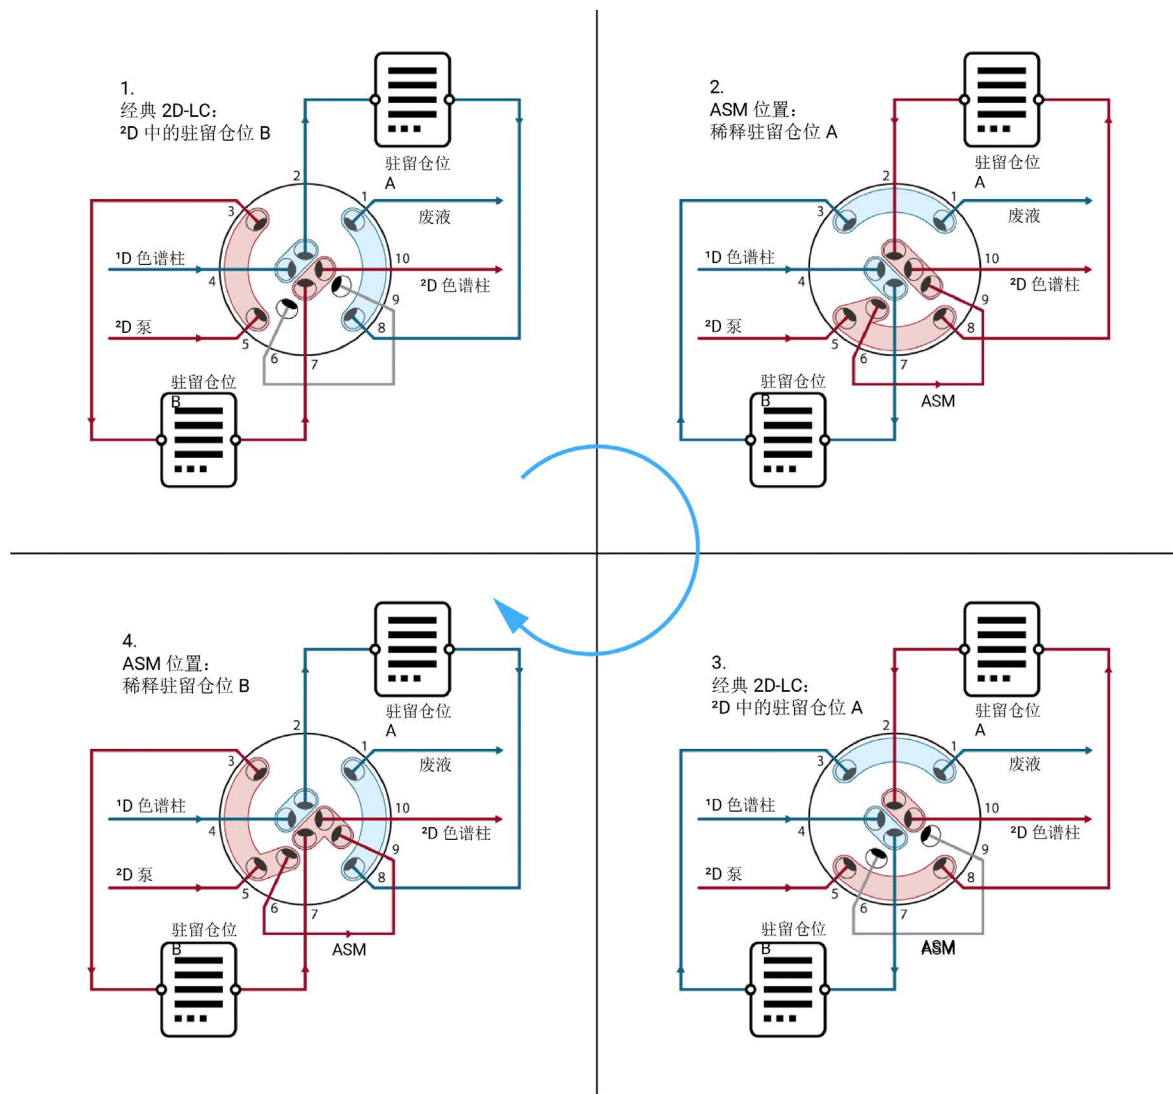 1.
经典 2D-LC：
²D 中的驻留仓位 B
驻留仓位
A
2
1
3
废液
¹D 色谱柱
10
4
²D 色谱柱
9
²D 泵
8
5
6
7
驻留仓位
B
2.
ASM 位置：
稀释驻留仓位 A
驻留仓位
A
2
1
3
废液
¹D 色谱柱
10
4
²D 色谱柱
9
²D 泵
8
5
6
7
驻留仓位
B
ASM
4.
ASM 位置：
稀释驻留仓位 B
驻留仓位
A
2
1
3
废液
¹D 色谱柱
10
4
²D 色谱柱
9
²D 泵
8
5
6
7
驻留仓位
B
ASM
3.
经典 2D-LC：
²D 中的驻留仓位 A
驻留仓位
A
2
1
3
废液
¹D 色谱柱
10
4
²D 色谱柱
9
²D 泵
8
5
6
7
驻留仓位
B
ASM